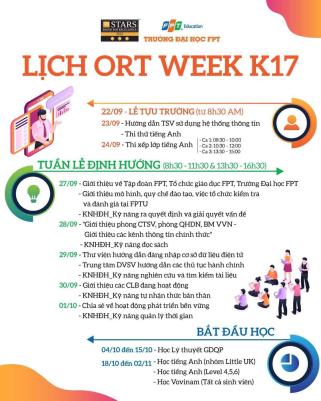 STARS
RATED FOR EXCELLENCE
FPT Education
TRƯỜNG ĐẠI HỌC FPT
LỊCH ORT WEEK K17
22/09 - LỄ TỰU TRƯỜNG (từ 8h30 AM)
23/09 - Hướng dẫn TSV sử dụng hệ thống thông tin
- Thi thử tiếng Anh
24/09 - Thi xếp lớp tiếng Anh
- Ca 1: 08:30 - 10:00
- Ca 2: 10:30 - 12:00
- Ca 3: 13:30 - 15:00
TUẦN LỄ ĐỊNH HƯỚNG (8h30 - 11h30 & 13h30 - 16h30)
27/09 - Giới thiệu về Tập đoàn FPT, Tổ chức giáo dục FPT, Trường Đại học FPT
- Giới thiệu mô hình, quy chế đào tạo, việc tổ chức kiểm tra
và đánh giá tại FPTU
- KNHĐH_Kỹ năng ra quyết định và giải quyết vấn đề
28/09 - "Giới thiệu phòng CTSV, phòng QHDN, BM VVN -
Giới thiệu các kênh thông tin chính thức"
- KNHĐH_Kỹ năng đọc sách
29/09 - Thư viện hướng dẫn đăng nhập cơ sở dữ liệu điện tử
- Trung tâm DVSV hướng dẫn các thủ tục hành chính
- KNHĐH_Kỹ năng nghiên cứu và tìm kiếm tài liệu
30/09 - Giới thiệu các CLB đang hoạt động
- KNHĐH_Kỹ năng tự nhận thức bản thân
01/10 - Chia sẻ về hoạt động phát triển bền vững
- KNHĐH_Kỹ năng quản lý thời gian
BẮT ĐẦU HỌC
04/10 đến 15/10 - Học Lý thuyết GDQP
18/10 đến 02/11 - Học tiếng Anh (nhóm Little UK)
- Học tiếng Anh (Level 4,5,6)
- Học Vovinam (Tất cả sinh viên)